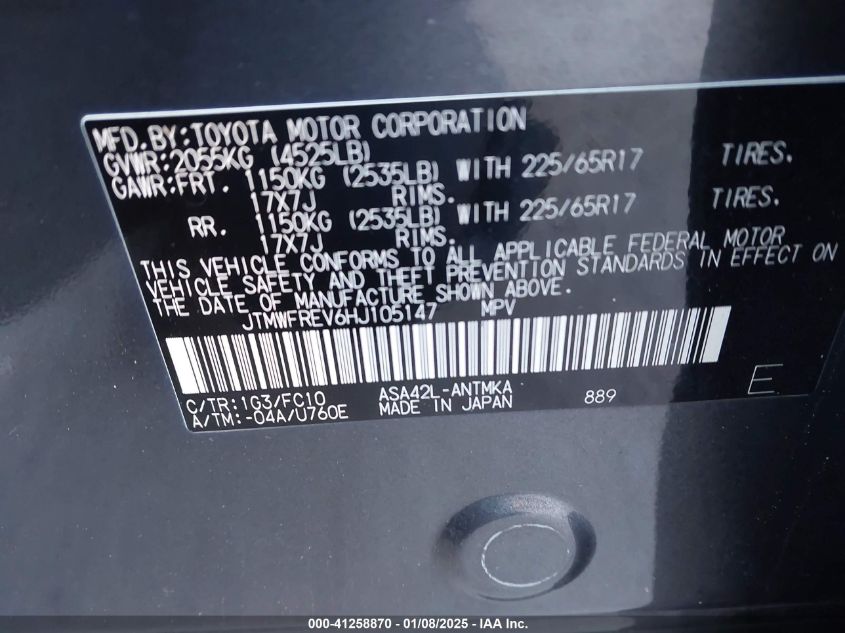 MFD. BY: TOYOTA MOTOR CORPORATION
GVWR: 2055KG (4525LB)
GAWR: FRT. 1150KG (2535LB) WITH 225/65R17 TIRES.
17X7J RIMS.
RR. 1150KG (2535LB) WITH 225/65R17 TIRES.
17X7J RIMS.
THIS VEHICLE CONFORMS TO ALL APPLICABLE FEDERAL MOTOR
VEHICLE SAFETY AND THEFT PREVENTION STANDARDS IN EFFECT ON
THE DATE OF MANUFACTURE SHOWN ABOVE.
JTMWFREV6HJ105147 MPV
C/TR: 1G3/FC10 ASA42L-ANTMKA 889 E
A/TM: -04A/U760E MADE IN JAPAN
000-41258870 - 01/08/2025 - IAA Inc.